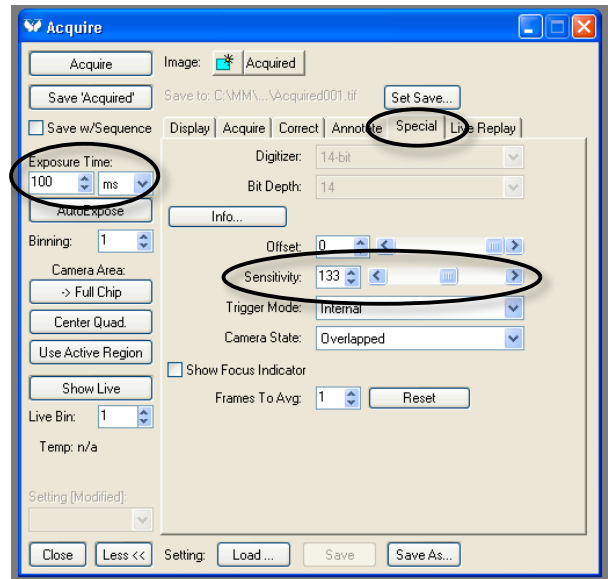 Acquire
Acquire
Image: Acquired
Save 'Acquired'
Save to: C:\MM\...\Acquired001.tif Set Save...
Save w/Sequence
Display Acquire Correct Annotate Special Live Replay
Exposure Time:
Digitizer: 14-bit
100 ms
Bit Depth: 14
AutoExpose
Info...
Binning: 1
Offset: 0
Camera Area:
Sensitivity: 133
-> Full Chip
Trigger Mode: Internal
Center Quad.
Camera State: Overlapped
Use Active Region
Show Focus Indicator
Show Live
Frames To Avg: 1 Reset
Live Bin: 1
Temp: n/a
Setting [Modified]:
Close Less << Setting: Load ... Save Save As...